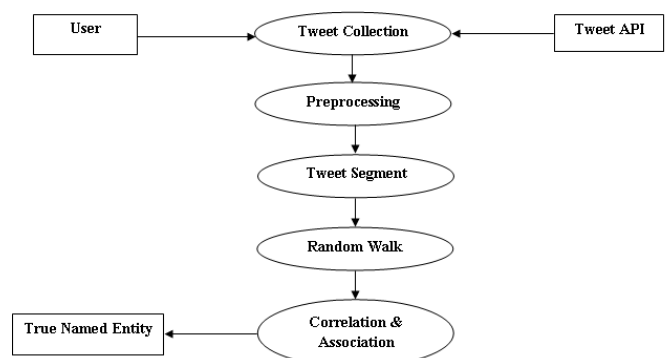 User
Tweet Collection
Tweet API
Preprocessing
Tweet Segment
Random Walk
True Named Entity
Correlation &
Association